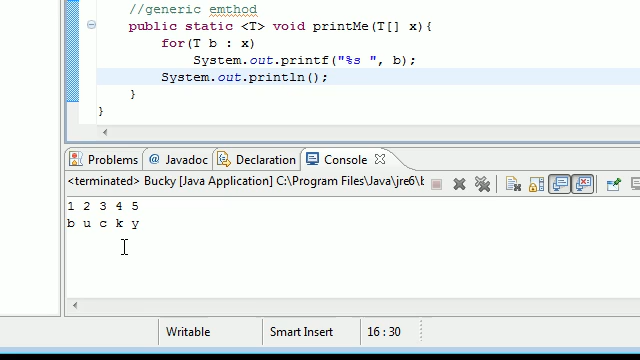 //generic emthod
public static <T> void printMe(T[] x){
for(T b : x)
System.out.printf("%s ", b);
System.out.println();
}
}
Problems @ Javadoc Declaration Console
<terminated> Bucky [Java Application] C:\Program Files\Java\jre6\b
1 2 3 4 5
b u c k y
Writable Smart Insert 16 : 30